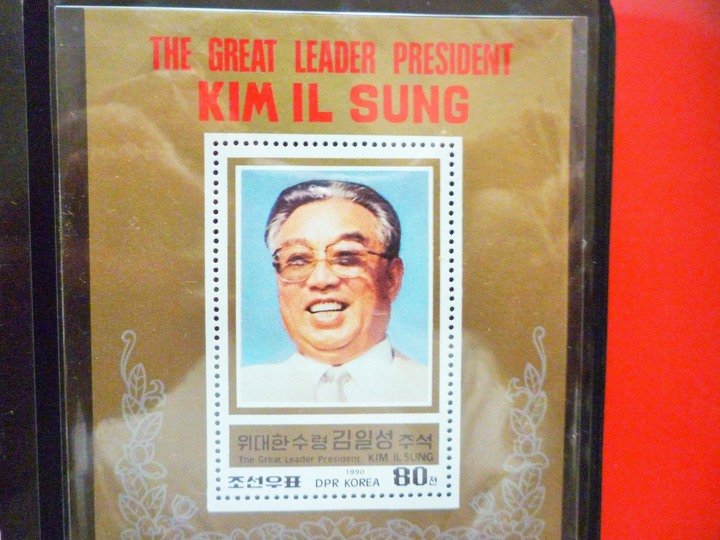 THE GREAT LEADER PRESIDENT
KIM IL SUNG
위대한 수령 김일성 주석
The Great Leader President KIM IL SUNG
조선우표 1990 DPR KOREA 80전